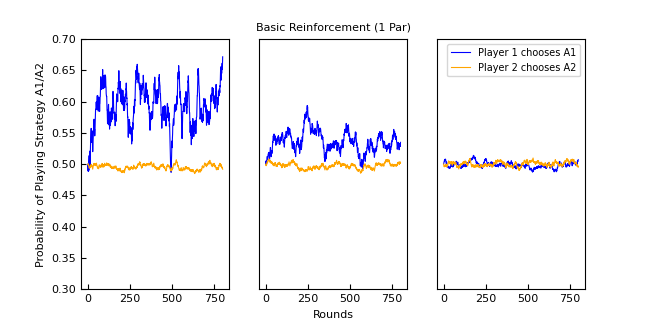 Basic Reinforcement (1 Par)
Probability of Playing Strategy A1/A2
0.70
0.65
0.60
0.55
0.50
0.45
0.40
0.35
0.30
Player 1 chooses A1
Player 2 chooses A2
0 250 500 750 0 250 500 750 0 250 500 750
Rounds